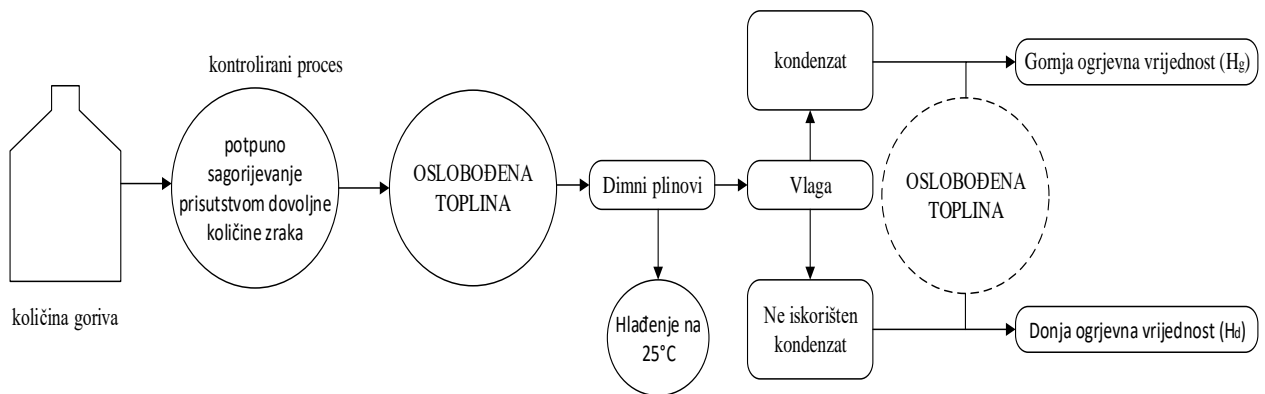 kontrolirani proces
količina goriva
potpuno
sagorijevanje
prisutstvom dovoljne
količine zraka
OSLOBOĐENA
TOPLINA
Dimni plinovi
Hlađenje na
25°C
Vlaga
kondenzat
Ne iskorišten
kondenzat
OSLOBOĐENA
TOPLINA
Gornja ogrjevna vrijednost (Hg)
Donja ogrjevna vrijednost (Hd)